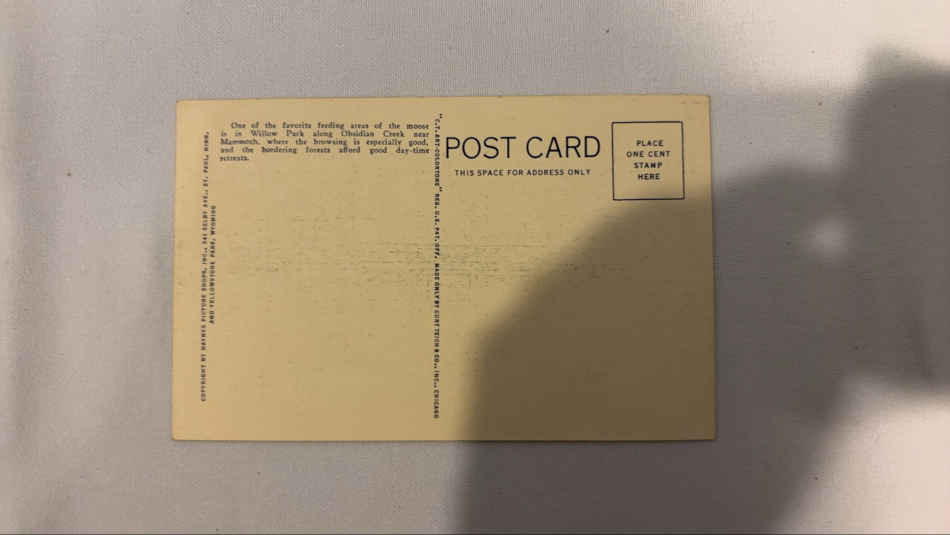 One of the favorite feeding areas of the moose
is in Willow Park along Obsidian Creek near
Mammoth, where the browsing is especially good,
and the bordering forests afford good day-time
retreats.
COPYRIGHT BY HAYNES PICTURE SHOPS, INC., 341 SELBY AVE., ST. PAUL, MINN.
AND YELLOWSTONE PARK, WYOMING
"C.T. ART-COLORTONE" REG. U.S. PAT. OFF. MADE ONLY BY CURT TEICH & CO., INC., CHICAGO
POST CARD
THIS SPACE FOR ADDRESS ONLY
PLACE
ONE CENT
STAMP
HERE